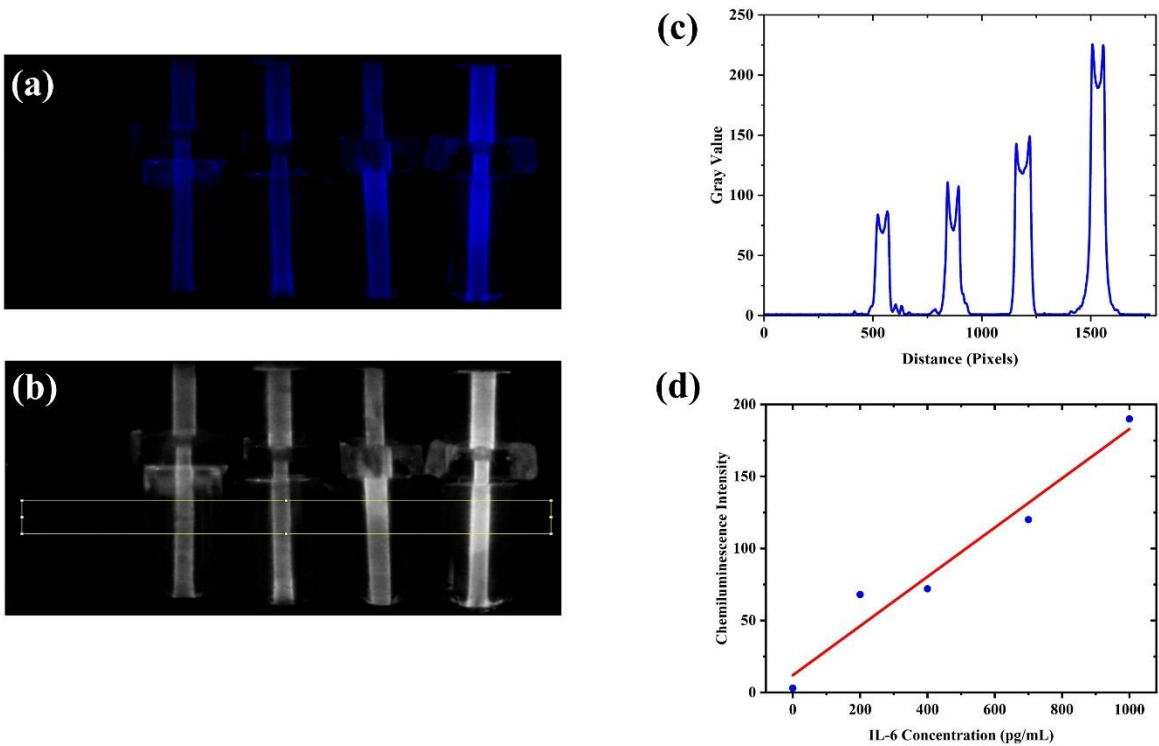 (a)
(b)
(c)
250
200
150
100
50
0
Gray Value
0
500
1000
1500
Distance (Pixels)
(d)
200
150
100
50
0
Chemiluminescence Intensity
0
200
400
600
800
1000
IL-6 Concentration (pg/mL)